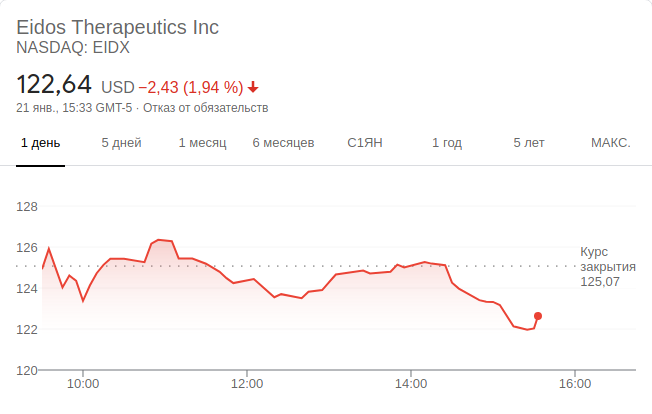 Eidos Therapeutics Inc
NASDAQ: EIDX
122,64 USD −2,43 (1,94 %)
21 янв., 15:33 GMT-5 · Отказ от обязательств
1 день 5 дней 1 месяц 6 месяцев С1ЯН 1 год 5 лет МАКС.
128
126
Курс
закрытия
125,07
124
122
120
10:00 12:00 14:00 16:00